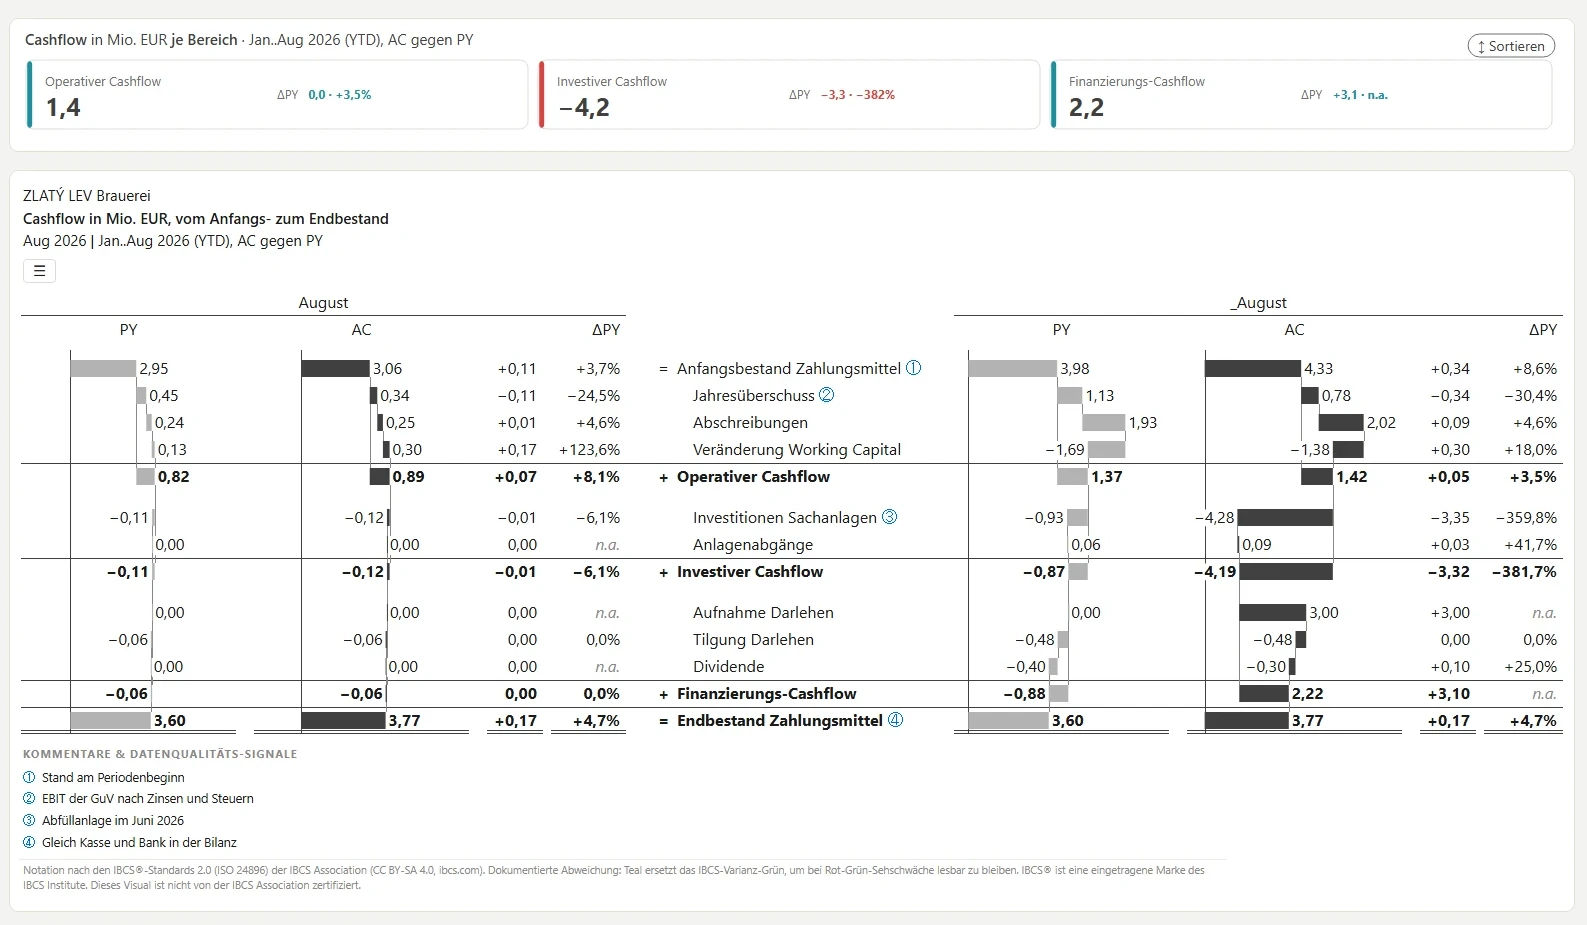 Cashflow in Mio. EUR je Bereich · Jan..Aug 2026 (YTD), AC gegen PY
↕ Sortieren
Operativer Cashflow
1,4
ΔPY 0,0 · +3,5%
Investiver Cashflow
−4,2
ΔPY −3,3 · −382%
Finanzierungs-Cashflow
2,2
ΔPY +3,1 · n.a.
ZLATÝ LEV Brauerei
Cashflow in Mio. EUR, vom Anfangs- zum Endbestand
Aug 2026 | Jan..Aug 2026 (YTD), AC gegen PY
☰
August _August
PY AC ΔPY PY AC ΔPY
2,95 3,06 +0,11 +3,7% = Anfangsbestand Zahlungsmittel ① 3,98 4,33 +0,34 +8,6%
0,45 0,34 −0,11 −24,5% Jahresüberschuss ② 1,13 0,78 −0,34 −30,4%
0,24 0,25 +0,01 +4,6% Abschreibungen 1,93 2,02 +0,09 +4,6%
0,13 0,30 +0,17 +123,6% Veränderung Working Capital −1,69 −1,38 +0,30 +18,0%
0,82 0,89 +0,07 +8,1% + Operativer Cashflow 1,37 1,42 +0,05 +3,5%
−0,11 −0,12 −0,01 −6,1% Investitionen Sachanlagen ③ −0,93 −4,28 −3,35 −359,8%
0,00 0,00 0,00 n.a. Anlagenabgänge 0,06 0,09 +0,03 +41,7%
−0,11 −0,12 −0,01 −6,1% + Investiver Cashflow −0,87 −4,19 −3,32 −381,7%
0,00 0,00 0,00 n.a. Aufnahme Darlehen 0,00 3,00 +3,00 n.a.
−0,06 −0,06 0,00 0,0% Tilgung Darlehen −0,48 −0,48 0,00 0,0%
0,00 0,00 0,00 n.a. Dividende −0,40 −0,30 +0,10 +25,0%
−0,06 −0,06 0,00 0,0% + Finanzierungs-Cashflow −0,88 2,22 +3,10 n.a.
3,60 3,77 +0,17 +4,7% = Endbestand Zahlungsmittel ④ 3,60 3,77 +0,17 +4,7%
KOMMENTARE & DATENQUALITÄTS-SIGNALE
① Stand am Periodenbeginn
② EBIT der GuV nach Zinsen und Steuern
③ Abfüllanlage im Juni 2026
④ Gleich Kasse und Bank in der Bilanz
Notation nach den IBCS®-Standards 2.0 (ISO 24896) der IBCS Association (CC BY-SA 4.0, ibcs.com). Dokumentierte Abweichung: Teal ersetzt das IBCS-Varianz-Grün, um bei Rot-Grün-Sehschwäche lesbar zu bleiben. IBCS® ist eine eingetragene Marke des
IBCS Institute. Dieses Visual ist nicht von der IBCS Association zertifiziert.